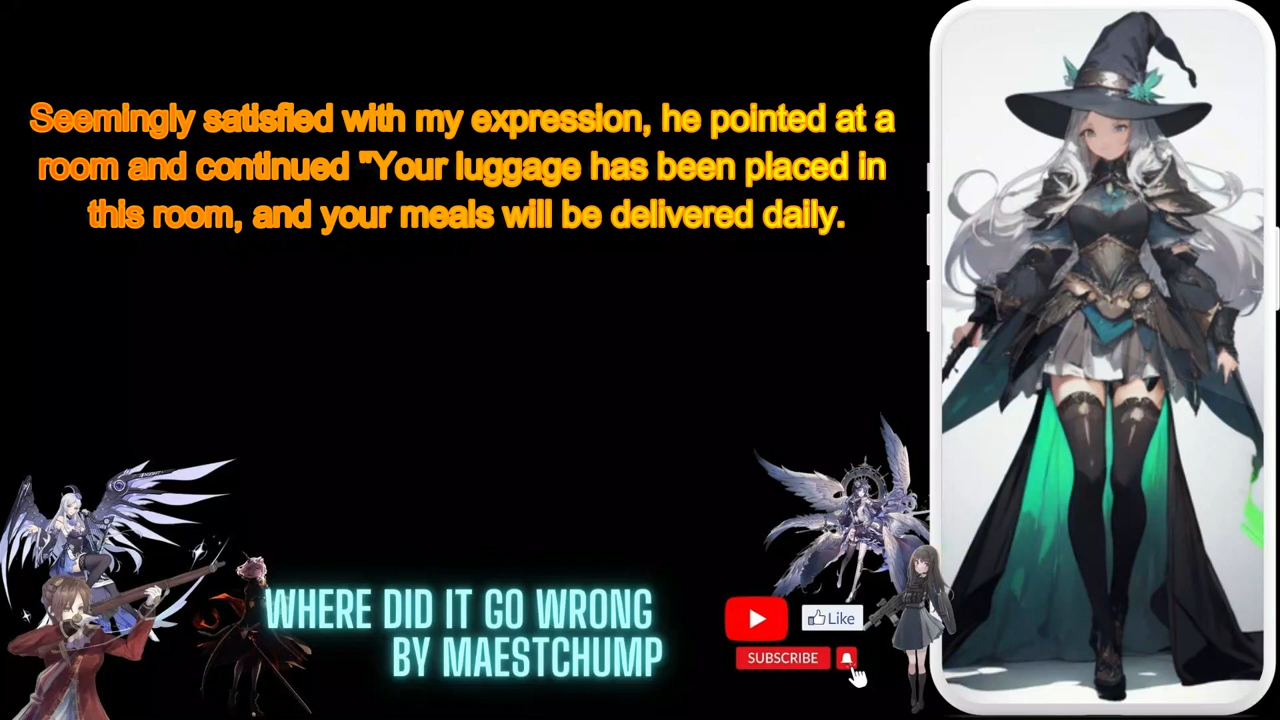 Seemingly satisfied with my expression, he pointed at a
room and continued "Your luggage has been placed in
this room, and your meals will be delivered daily.
WHERE DID IT GO WRONG
BY MAESTCHUMP
Like
SUBSCRIBE